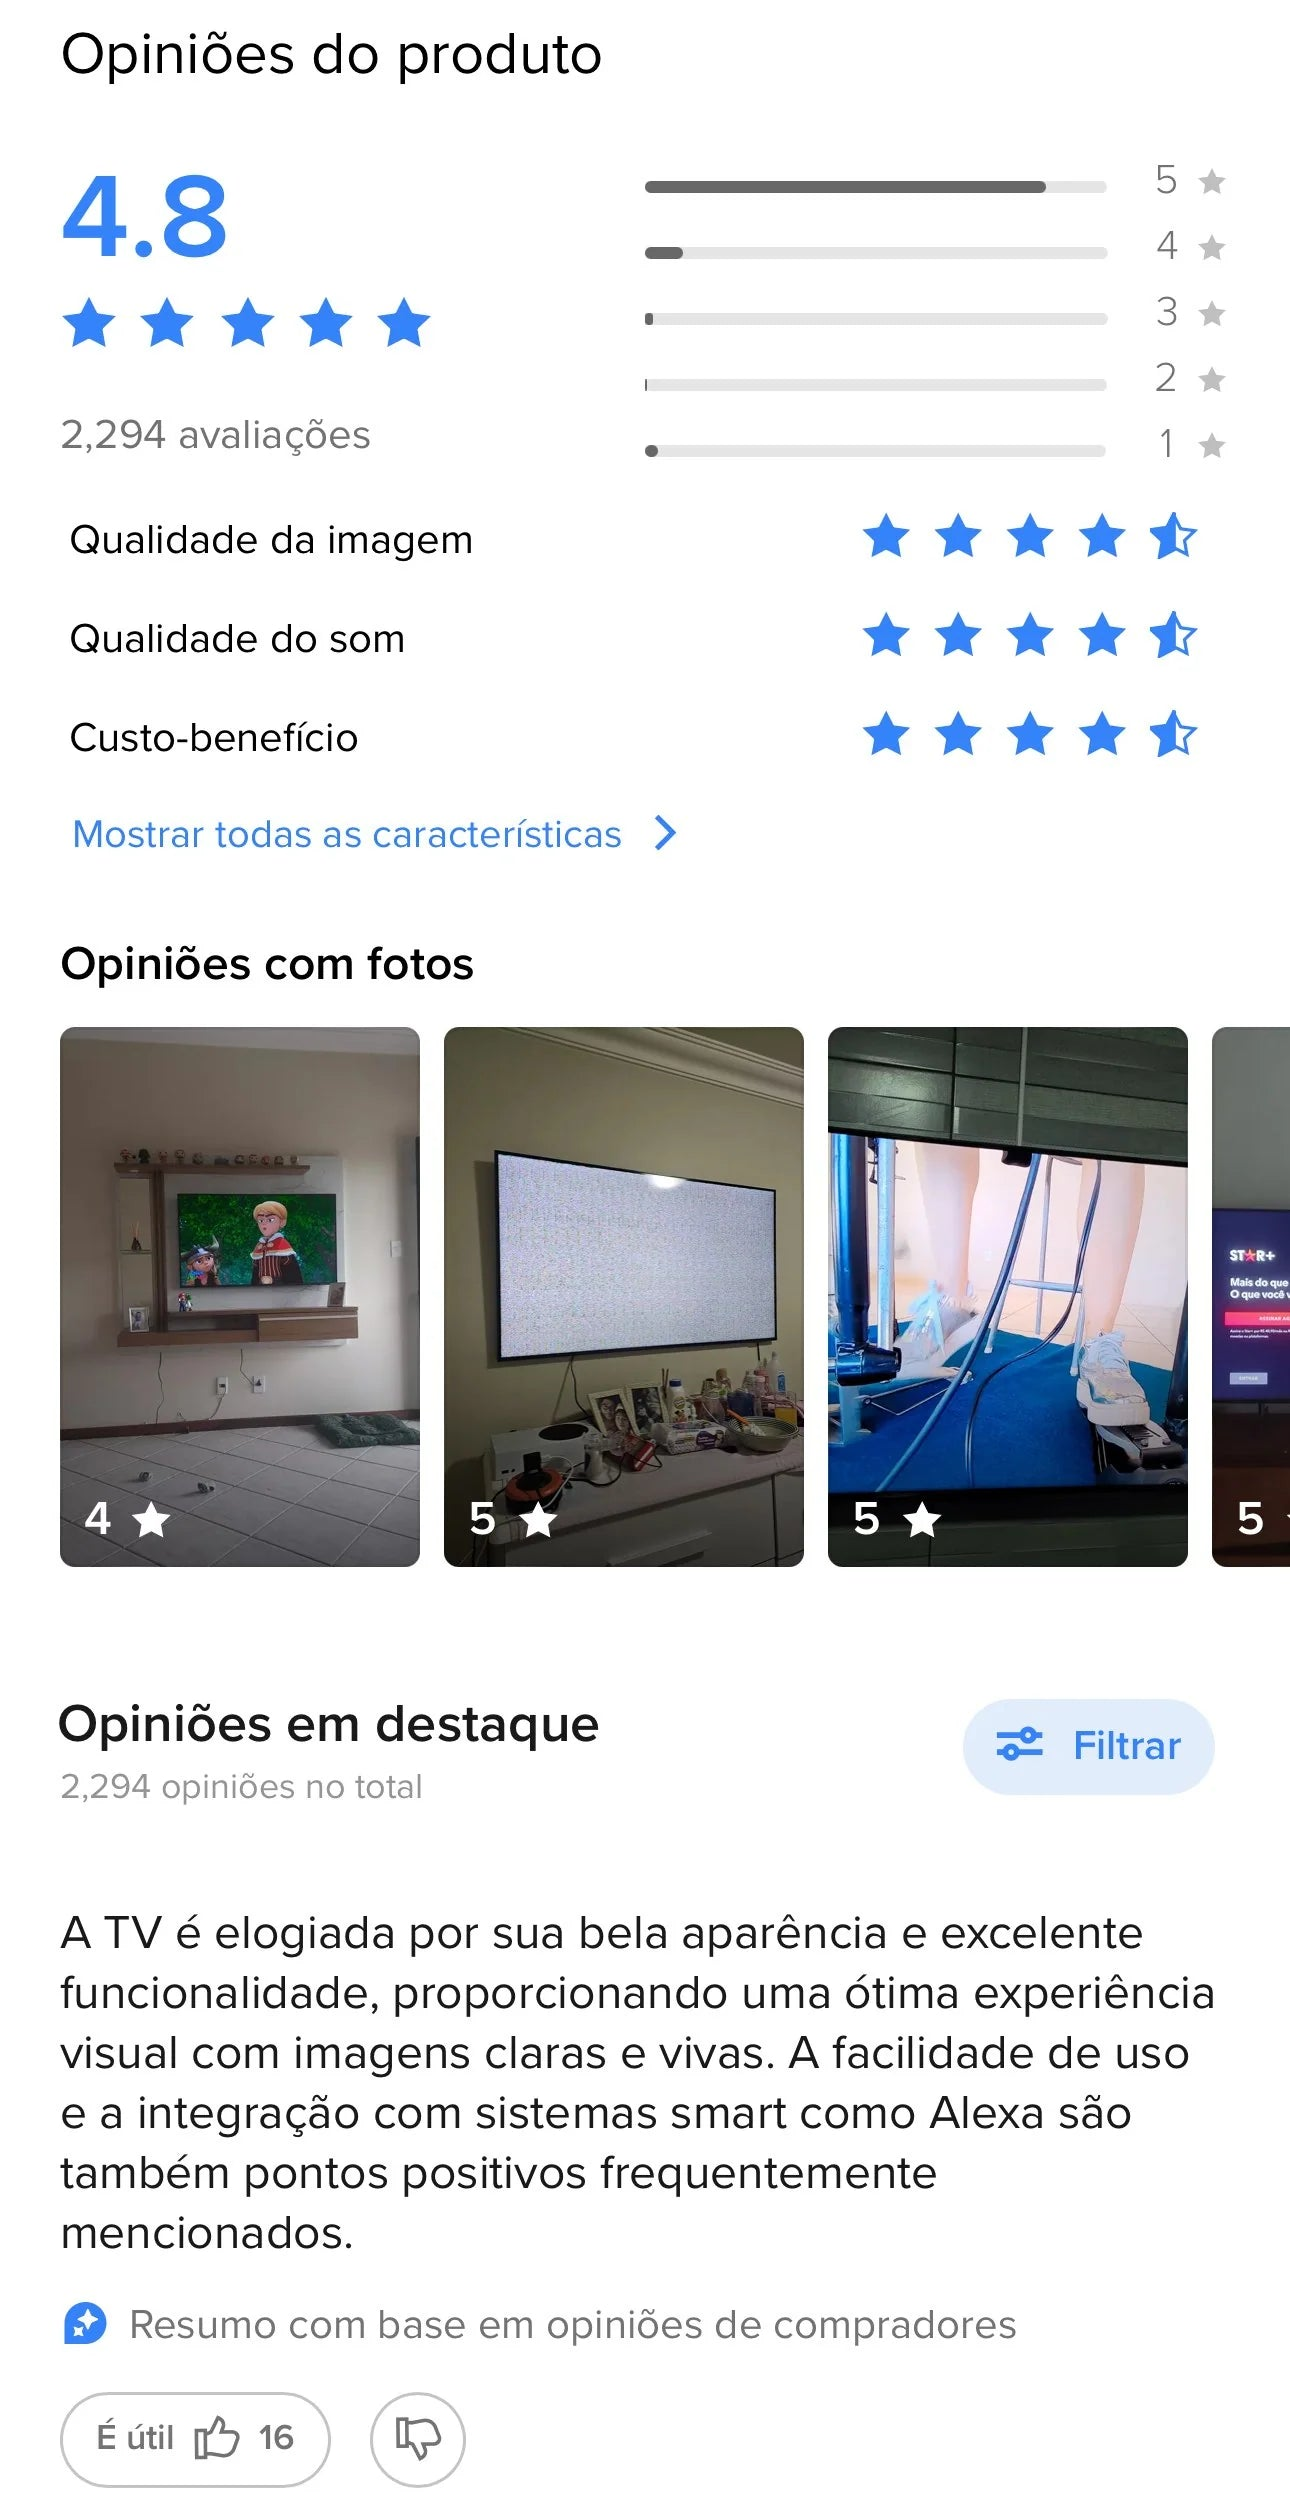 Opiniões do produto
4.8
2,294 avaliações
5
4
3
2
1
Qualidade da imagem
Qualidade do som
Custo-benefício
Mostrar todas as características
Opiniões com fotos
4
5
5
5
STAR+
Mais do que
O que você v
Opiniões em destaque
2,294 opiniões no total
Filtrar
A TV é elogiada por sua bela aparência e excelente
funcionalidade, proporcionando uma ótima experiência
visual com imagens claras e vivas. A facilidade de uso
e a integração com sistemas smart como Alexa são
também pontos positivos frequentemente
mencionados.
Resumo com base em opiniões de compradores
É útil 16